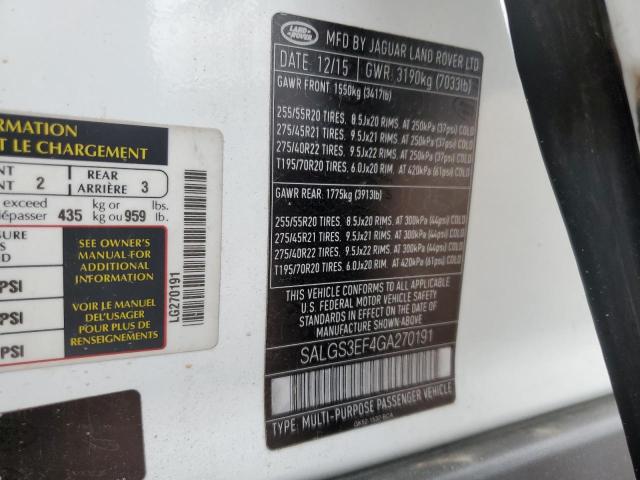 LAND
ROVER
MFD BY JAGUAR LAND ROVER LTD
DATE: 12/15 GWR: 3190kg (7033lb)
GAWR FRONT: 1550kg (3417lb)
255/55R20 TIRES, 8.5Jx20 RIMS, AT 250kPa (37psi) COLD
275/45R21 TIRES, 9.5Jx21 RIMS, AT 250kPa (37psi) COLD
275/40R22 TIRES, 9.5Jx22 RIMS, AT 250kPa (37psi) COLD
T195/70R20 TIRES, 6.0Jx20 RIM, AT 420kPa (61psi) COLD
GAWR REAR: 1775kg (3913lb)
255/55R20 TIRES, 8.5Jx20 RIMS, AT 300kPa (44psi) COLD
275/45R21 TIRES, 9.5Jx21 RIMS, AT 300kPa (44psi) COLD
275/40R22 TIRES, 9.5Jx22 RIMS, AT 300kPa (44psi) COLD
T195/70R20 TIRES, 6.0Jx20 RIM, AT 420kPa (61psi) COLD
THIS VEHICLE CONFORMS TO ALL APPLICABLE
U.S. FEDERAL MOTOR VEHICLE SAFETY
STANDARDS IN EFFECT ON THE DATE OF
MANUFACTURE SHOWN ABOVE.
SALGS3EF4GA270191
TYPE: MULTI-PURPOSE PASSENGER VEHICLE
ORMATION
T LE CHARGEMENT
NT 2 REAR
ARRIÈRE 3
exceed 435 kg or
kg ou 959 lbs.
lb.
dépasser
SURE
SEE OWNER'S
MANUAL-FOR
ADDITIONAL
INFORMATION
VOIR LE MANUEL
DEL'USAGER
POUR PLUS DE
RENSEIGNEMENTS
PSI
PSI
PSI
LG270191